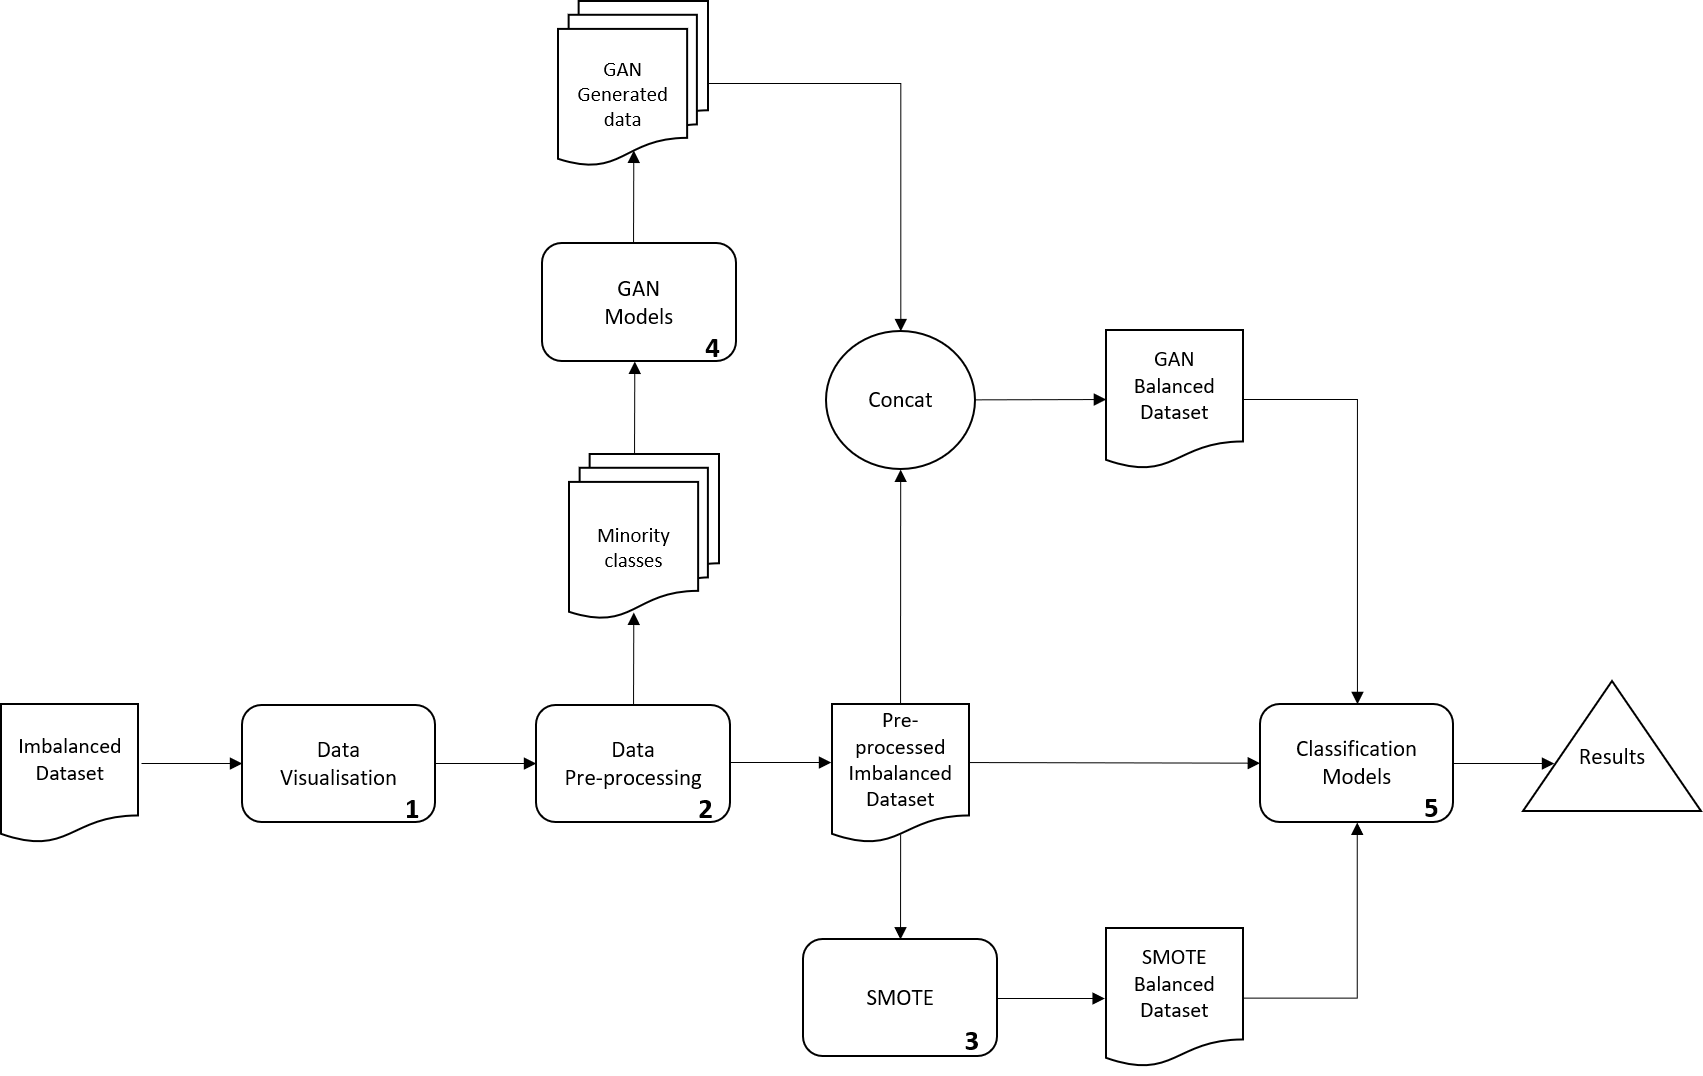 GAN
Generated
data
GAN
Models
4
Concat
GAN
Balanced
Dataset
Minority
classes
Imbalanced
Dataset
Data
Visualisation
1
Data
Pre-processing
2
Pre-
processed
Imbalanced
Dataset
Classification
Models
5
Results
SMOTE
3
SMOTE
Balanced
Dataset